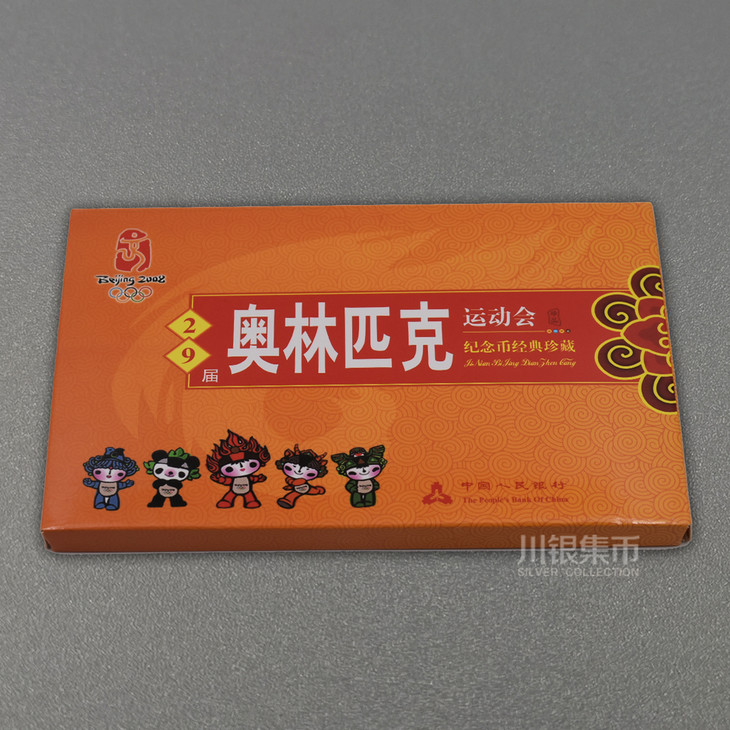 Beijing 2008
29届
奥林匹克
运动会
纪念币经典珍藏
Ji Nian Bi Jing Dian Zhen Cang
中国人民银行
The People's Bank Of China
川银集币
SILVER COLLECTION